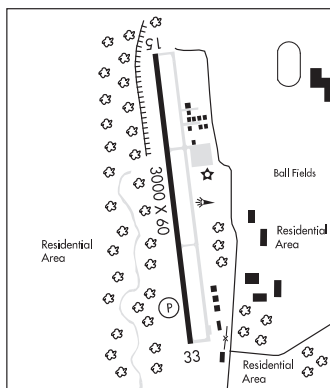 15
3000 X 60
Ball Fields
Residential
Area
Residential
Area
P
33
Residential
Area